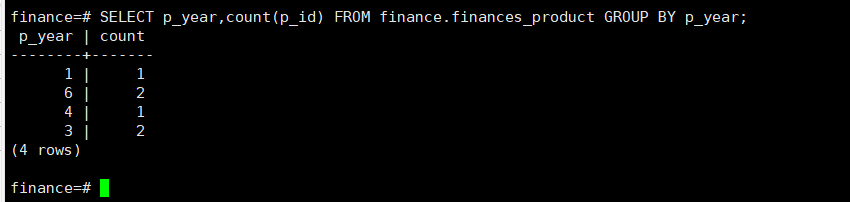 finance=# SELECT p_year,count(p_id) FROM finance.finances_product GROUP BY p_year;
 p_year | count
--------+-------
      1 |     1
      6 |     2
      4 |     1
      3 |     2
(4 rows)
finance=#